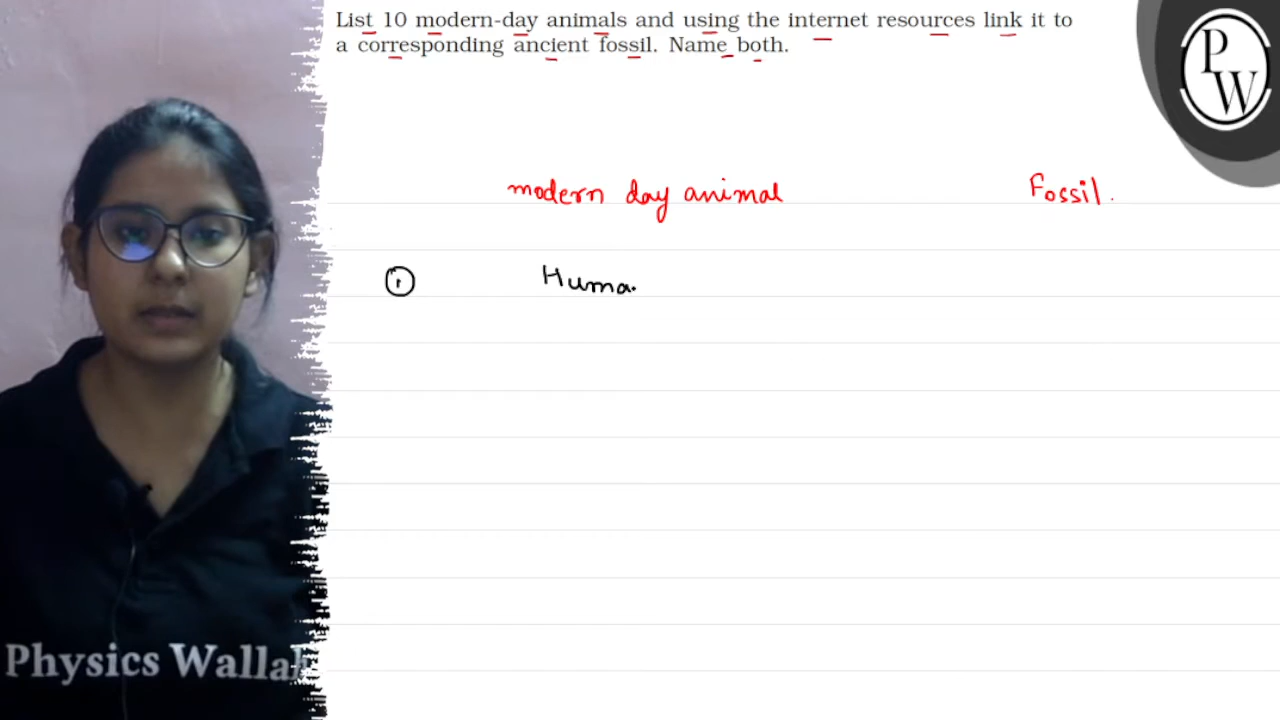 List 10 modern-day animals and using the internet resources link it to
a corresponding ancient fossil. Name both.
PW
modern day animal Fossil.
① Huma
Physics Wallah